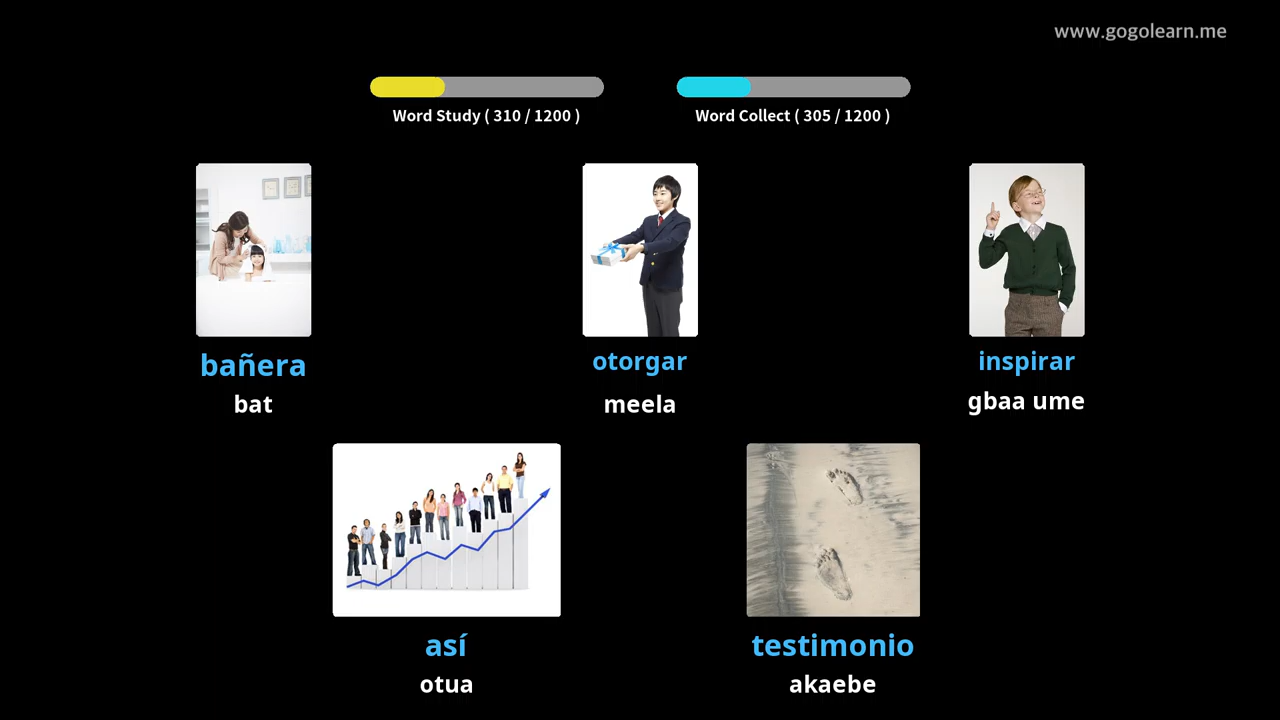 www.gogolearn.me
Word Study ( 310 / 1200 )
Word Collect ( 305 / 1200 )
bañera
bat
otorgar
meela
inspirar
gbaa ume
así
otua
testimonio
akaebe